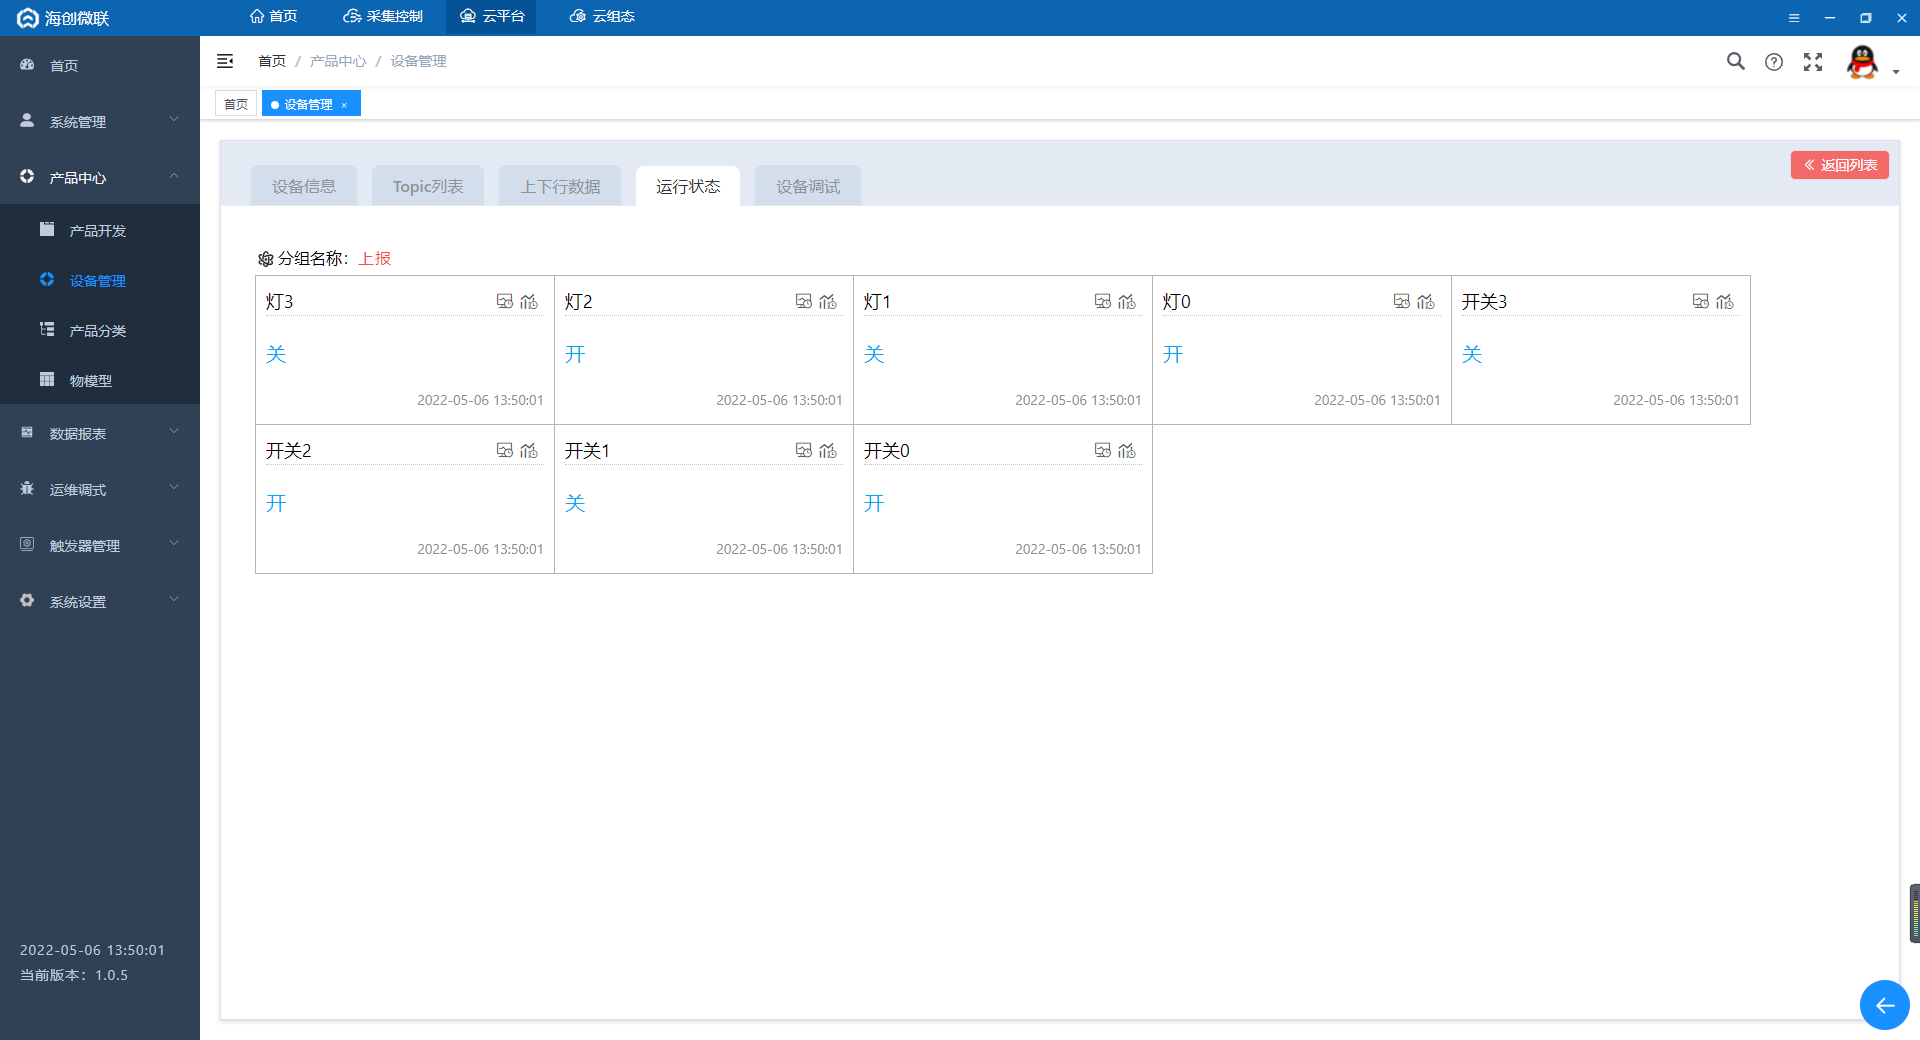 海创微联
首页
采集控制
云平台
云组态
首页
系统管理
产品中心
产品开发
设备管理
产品分类
物模型
数据报表
运维调式
触发器管理
系统设置
2022-05-06 13:50:01
当前版本：1.0.5
首页 / 产品中心 / 设备管理
首页
设备管理 ×
设备信息
Topic列表
上下行数据
运行状态
设备调试
返回列表
分组名称：上报
灯3
关
2022-05-06 13:50:01
灯2
开
2022-05-06 13:50:01
灯1
关
2022-05-06 13:50:01
灯0
开
2022-05-06 13:50:01
开关3
关
2022-05-06 13:50:01
开关2
开
2022-05-06 13:50:01
开关1
关
2022-05-06 13:50:01
开关0
开
2022-05-06 13:50:01